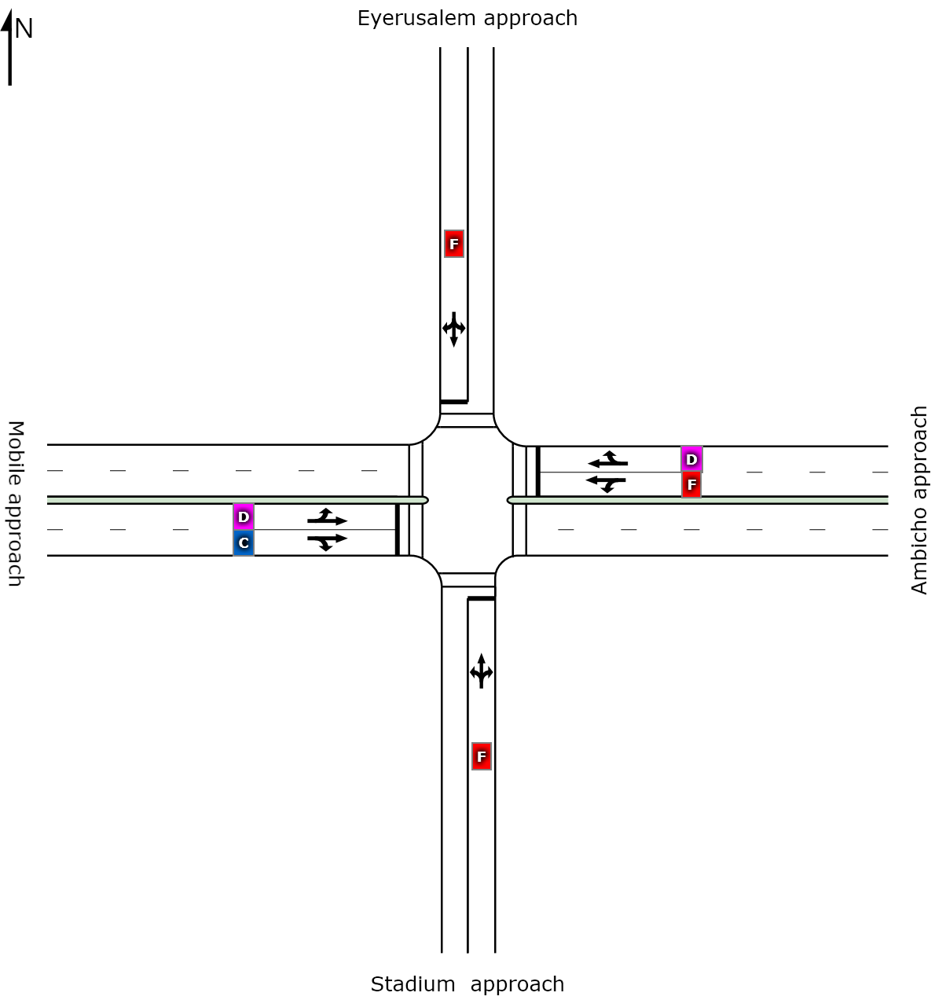 Eyerusalem approach
N
F
Mobile approach
D
F
D
C
Ambicho approach
F
Stadium approach